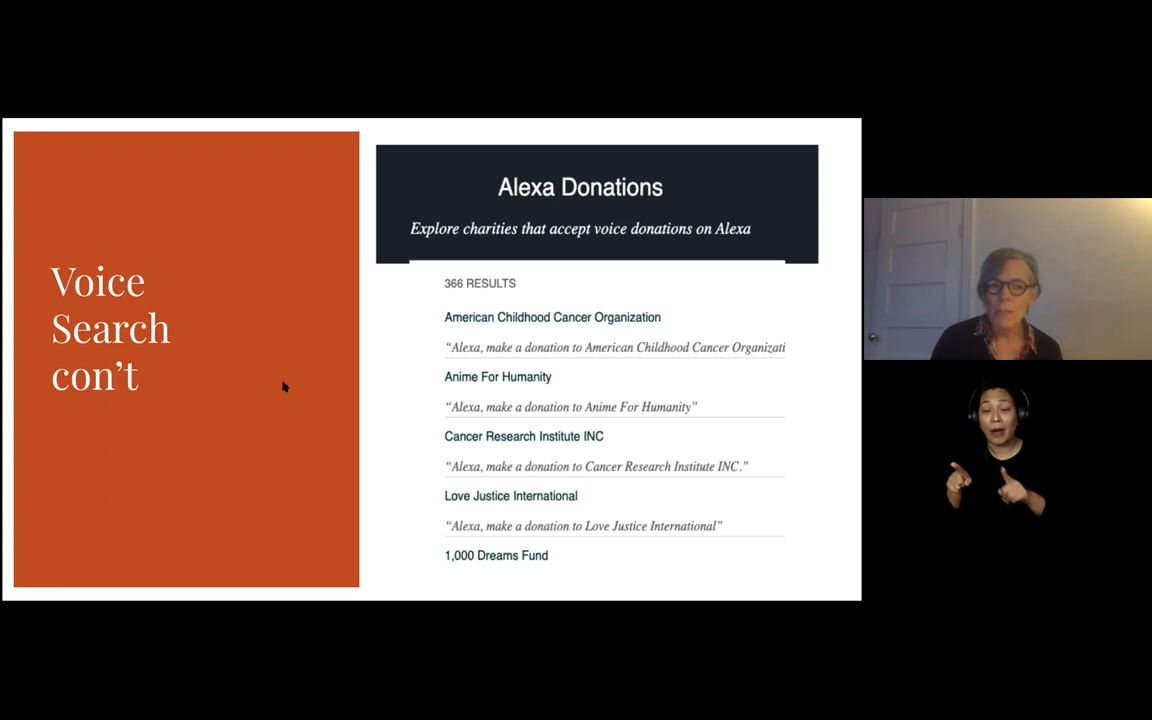 Voice
Search
con’t
Alexa Donations
Explore charities that accept voice donations on Alexa
366 RESULTS
American Childhood Cancer Organization
“Alexa, make a donation to American Childhood Cancer Organizati
Anime For Humanity
“Alexa, make a donation to Anime For Humanity”
Cancer Research Institute INC
“Alexa, make a donation to Cancer Research Institute INC.”
Love Justice International
“Alexa, make a donation to Love Justice International”
1,000 Dreams Fund